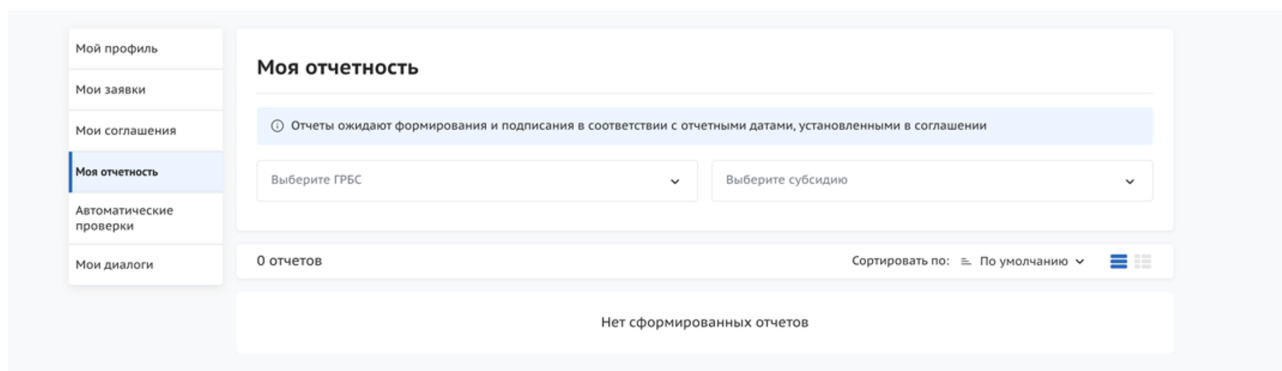 Мой профиль
Мои заявки
Мои соглашения
Моя отчетность
Автоматические
проверки
Мои диалоги
Моя отчетность
Отчеты ожидают формирования и подписания в соответствии с отчетными датами, установленными в соглашении
Выберите ГРБС
Выберите субсидию
0 отчетов
Сортировать по: По умолчанию
Нет сформированных отчетов